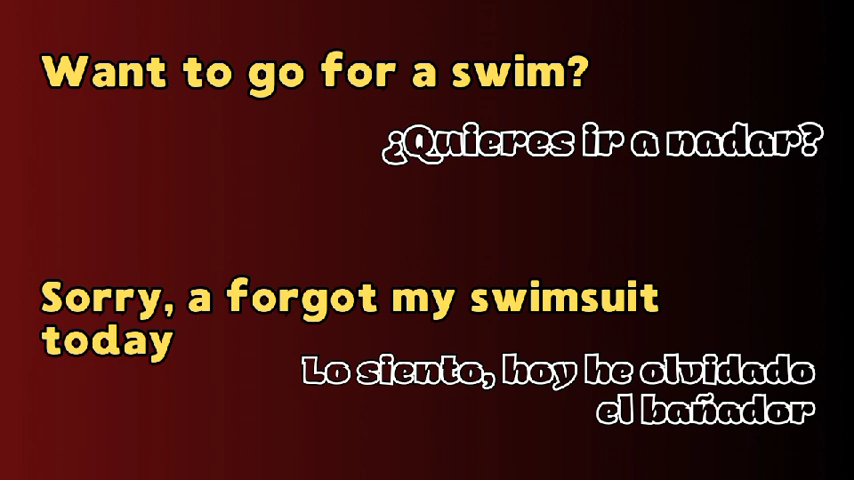 Want to go for a swim?
¿Quieres ir a nadar?
Sorry, a forgot my swimsuit
today
Lo siento, hoy he olvidado
el bañador